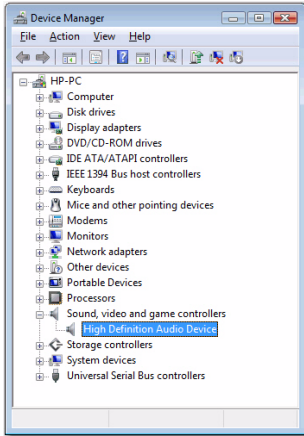 Device Manager
File Action View Help
HP-PC
Computer
Disk drives
Display adapters
DVD/CD-ROM drives
IDE ATA/ATAPI controllers
IEEE 1394 Bus host controllers
Keyboards
Mice and other pointing devices
Modems
Monitors
Network adapters
Other devices
Portable Devices
Processors
Sound, video and game controllers
High Definition Audio Device
Storage controllers
System devices
Universal Serial Bus controllers